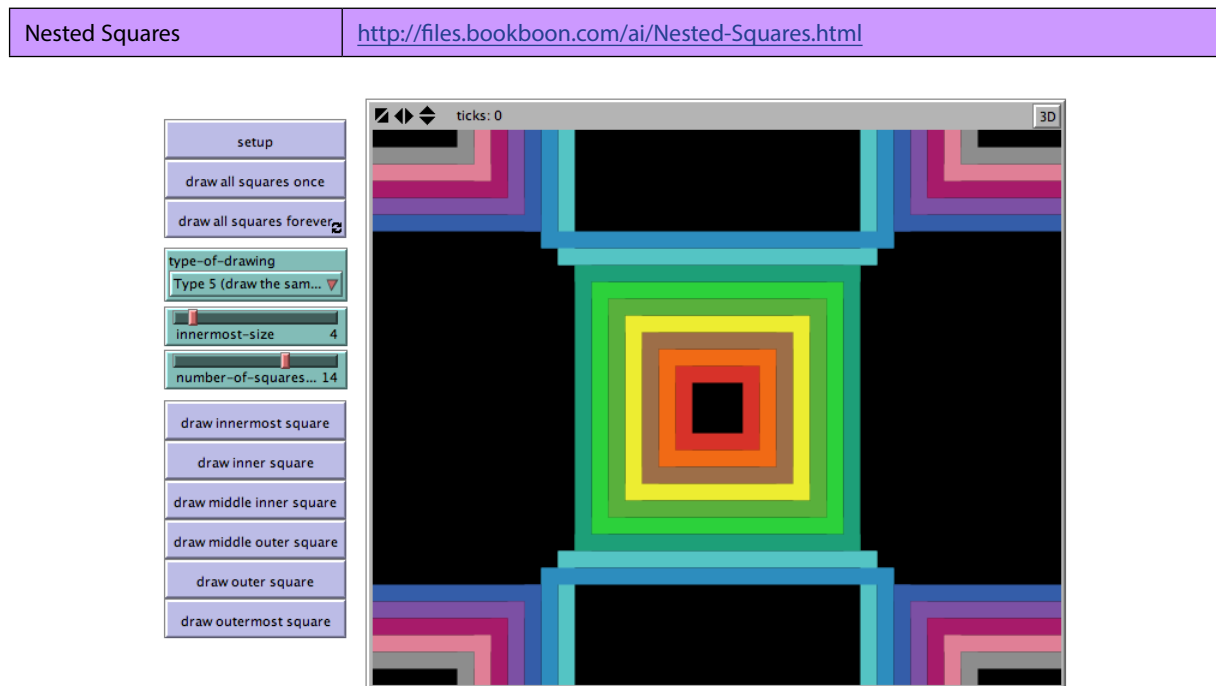 Nested Squares http://files.bookboon.com/ai/Nested-Squares.html
ticks: 0 3D
setup
draw all squares once
draw all squares forever
type-of-drawing
Type 5 (draw the sam...
innermost-size 4
number-of-squares... 14
draw innermost square
draw inner square
draw middle inner square
draw middle outer square
draw outer square
draw outermost square